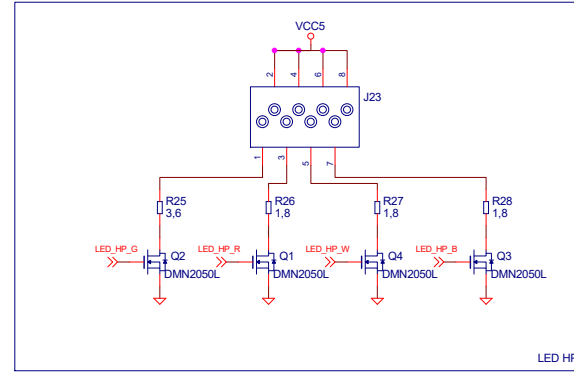 VCC5
2 4 6 8
J23
1 3 5 7
R25 R26 R27 R28
3,6 1,8 1,8 1,8
LED_HP_G LED_HP_R LED_HP_W LED_HP_B
Q2 Q1 Q4 Q3
DMN2050L DMN2050L DMN2050L DMN2050L
LED HP